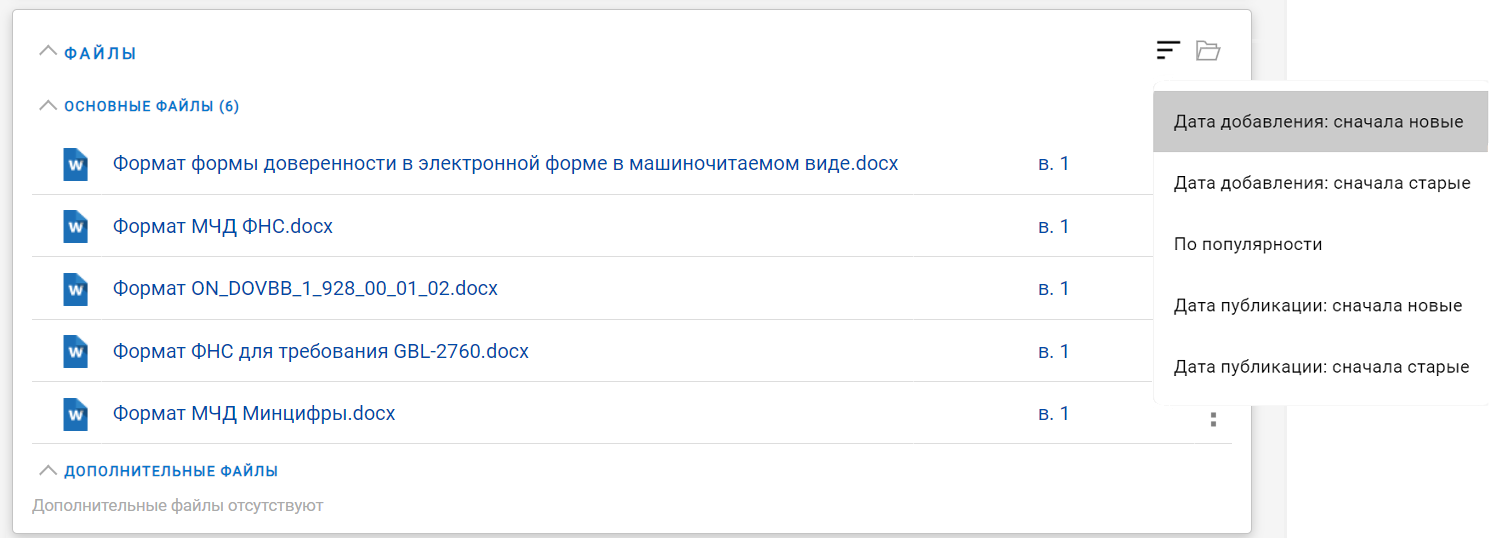 ФАЙЛЫ
ОСНОВНЫЕ ФАЙЛЫ (6)
W Формат формы доверенности в электронной форме в машиночитаемом виде.docx в. 1
W Формат МЧД ФНС.docx в. 1
W Формат ON_DOVBB_1_928_00_01_02.docx в. 1
W Формат ФНС для требования GBL-2760.docx в. 1
W Формат МЧД Минцифры.docx в. 1
ДОПОЛНИТЕЛЬНЫЕ ФАЙЛЫ
Дополнительные файлы отсутствуют
Дата добавления: сначала новые
Дата добавления: сначала старые
По популярности
Дата публикации: сначала новые
Дата публикации: сначала старые